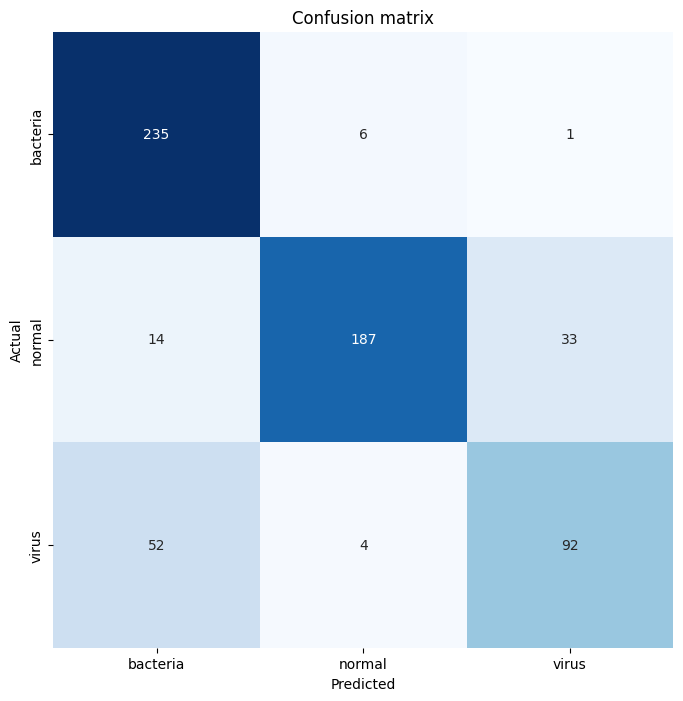 Confusion matrix
bacteria
235
6
1
Actual
normal
14
187
33
virus
52
4
92
bacteria
normal
virus
Predicted